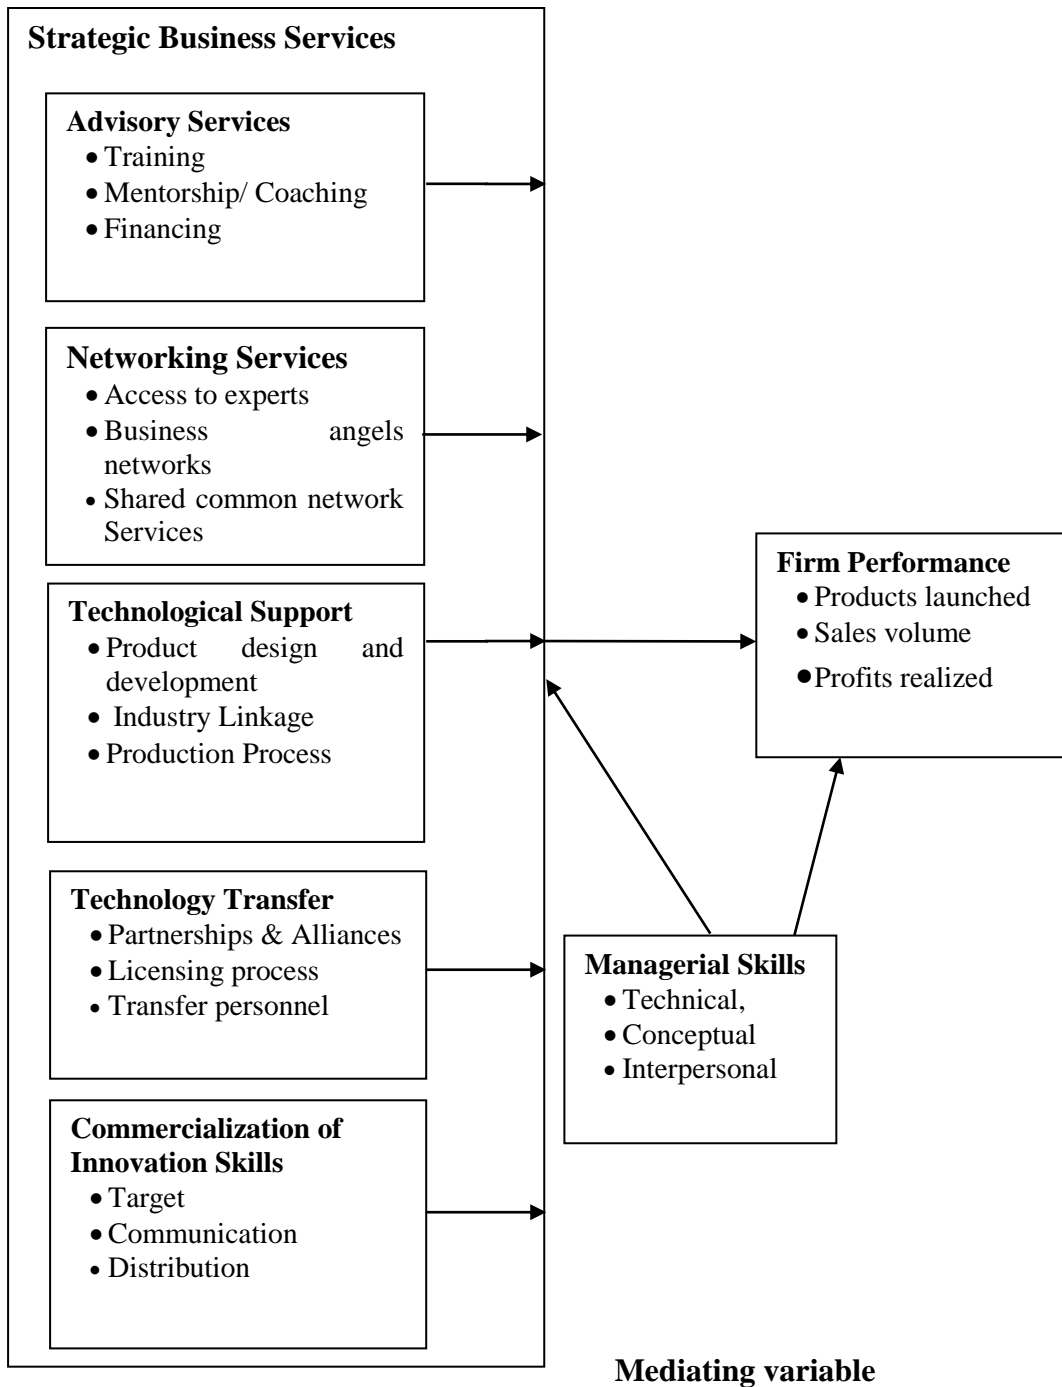 Strategic Business Services
Advisory Services
• Training
• Mentorship/ Coaching
• Financing
Networking Services
• Access to experts
• Business angels
networks
• Shared common network
Services
Technological Support
• Product design and
development
• Industry Linkage
• Production Process
Technology Transfer
• Partnerships & Alliances
• Licensing process
• Transfer personnel
Commercialization of
Innovation Skills
• Target
• Communication
• Distribution
Firm Performance
• Products launched
• Sales volume
• Profits realized
Managerial Skills
• Technical,
• Conceptual
• Interpersonal
Mediating variable